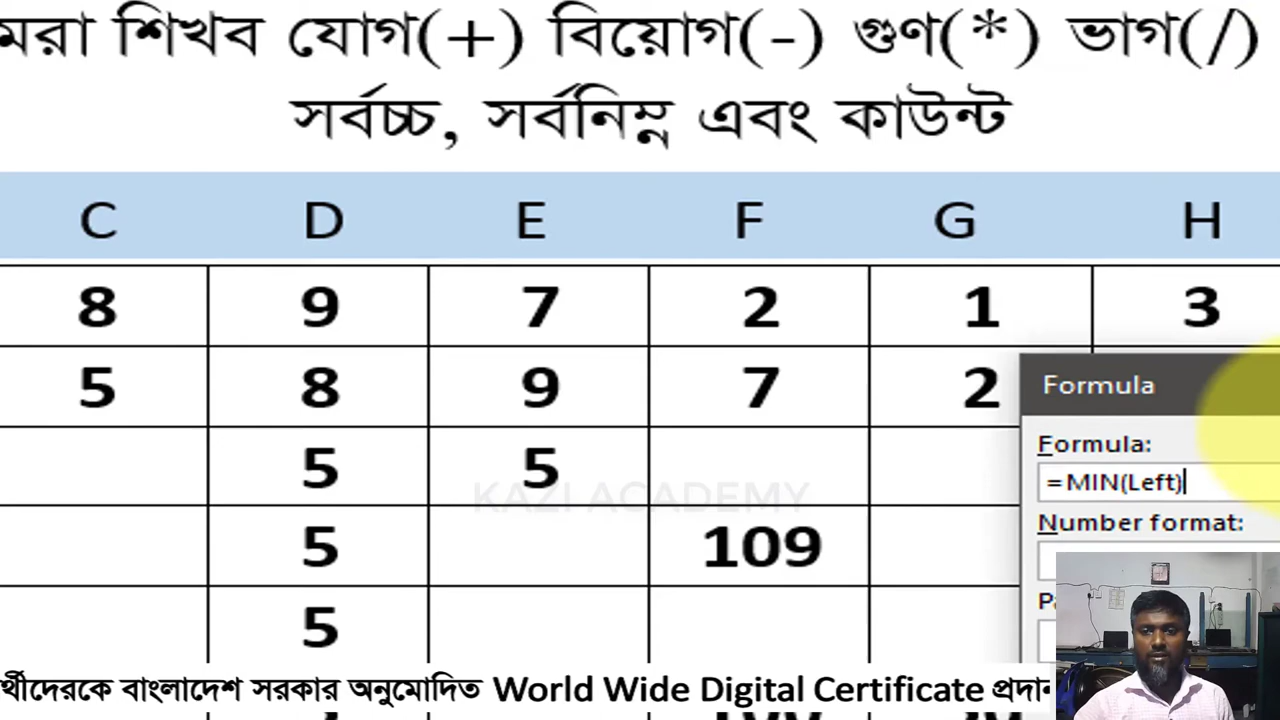 মরা শিখব যোগ(+) বিয়োগ(-) গুণ(*) ভাগ(/)
সর্বচ্চ, সর্বনিম্ন এবং কাউন্ট
C D E F G H
8 9 7 2 1 3
5 8 9 7 2
Formula
Formula:
5 5
=MIN(Left)
KAZI ACADEMY
Number format:
5 109
5
র্থীদেরকে বাংলাদেশ সরকার অনুমোদিত World Wide Digital Certificate প্রদান